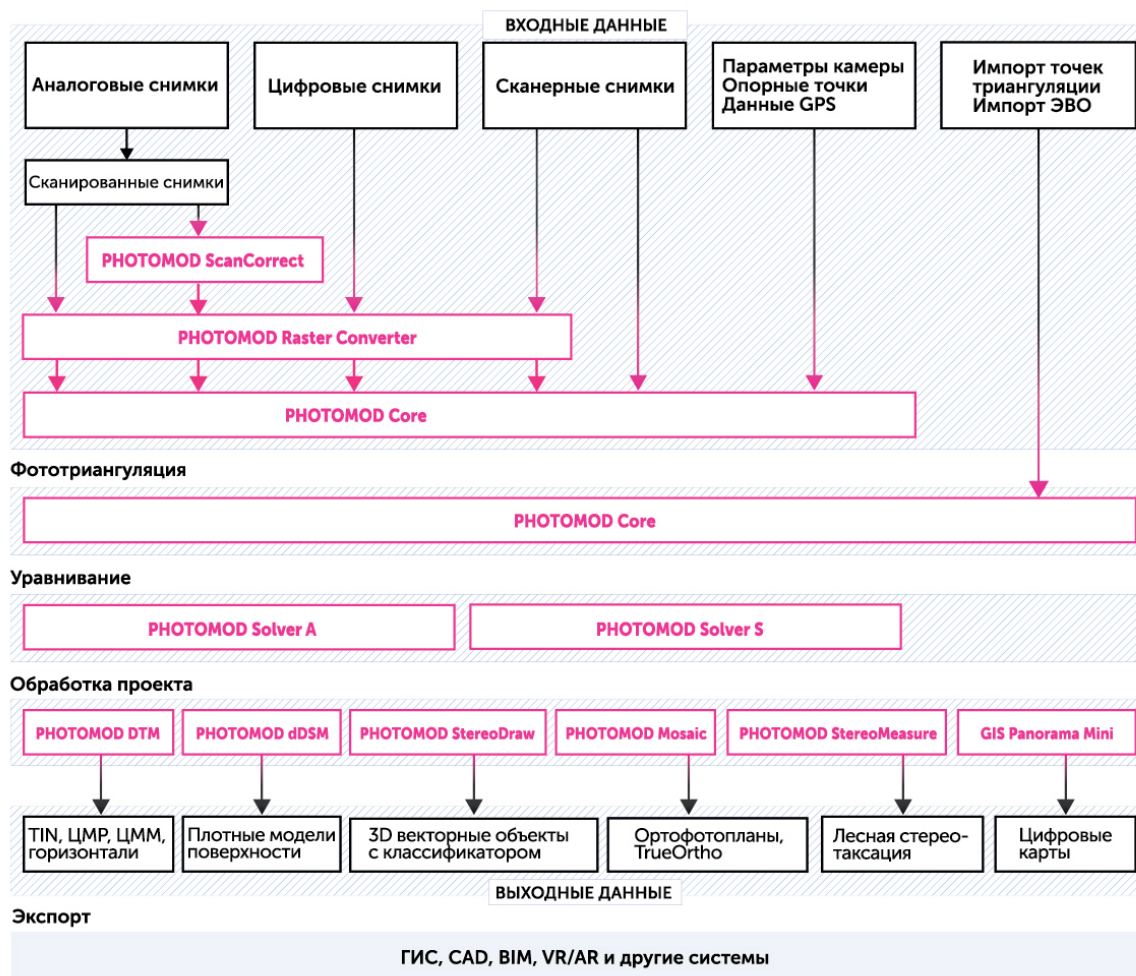 ВХОДНЫЕ ДАННЫЕ
Аналоговые снимки
Цифровые снимки
Сканерные снимки
Параметры камеры
Опорные точки
Данные GPS
Импорт точек
триангуляции
Импорт ЭВО
Сканированные снимки
PHOTOMOD ScanCorrect
PHOTOMOD Raster Converter
PHOTOMOD Core
Фототриангуляция
PHOTOMOD Core
Уравнивание
PHOTOMOD Solver A
PHOTOMOD Solver S
Обработка проекта
PHOTOMOD DTM
PHOTOMOD dDSM
PHOTOMOD StereoDraw
PHOTOMOD Mosaic
PHOTOMOD StereoMeasure
GIS Panorama Mini
TIN, ЦМР, ЦММ,
горизонтали
Плотные модели
поверхности
3D векторные объекты
с классификатором
Ортофотопланы,
TrueOrtho
Лесная стерео-
таксация
Цифровые
карты
ВЫХОДНЫЕ ДАННЫЕ
Экспорт
ГИС, CAD, BIM, VR/AR и другие системы